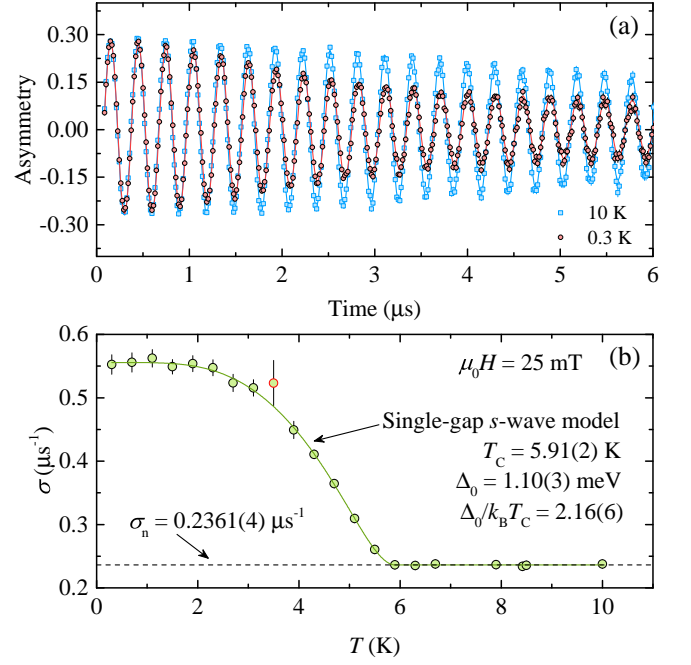 (a)
0.30
0.15
0.00
-0.15
-0.30
Asymmetry
10 K
0.3 K
0 1 2 3 4 5 6
Time (μs)
(b)
0.6
0.5
0.4
0.3
0.2
σ (μs⁻¹)
μ₀H = 25 mT
Single-gap s-wave model
T_C = 5.91(2) K
Δ₀ = 1.10(3) meV
Δ₀/k_BT_C = 2.16(6)
σₙ = 0.2361(4) μs⁻¹
0 2 4 6 8 10
T (K)